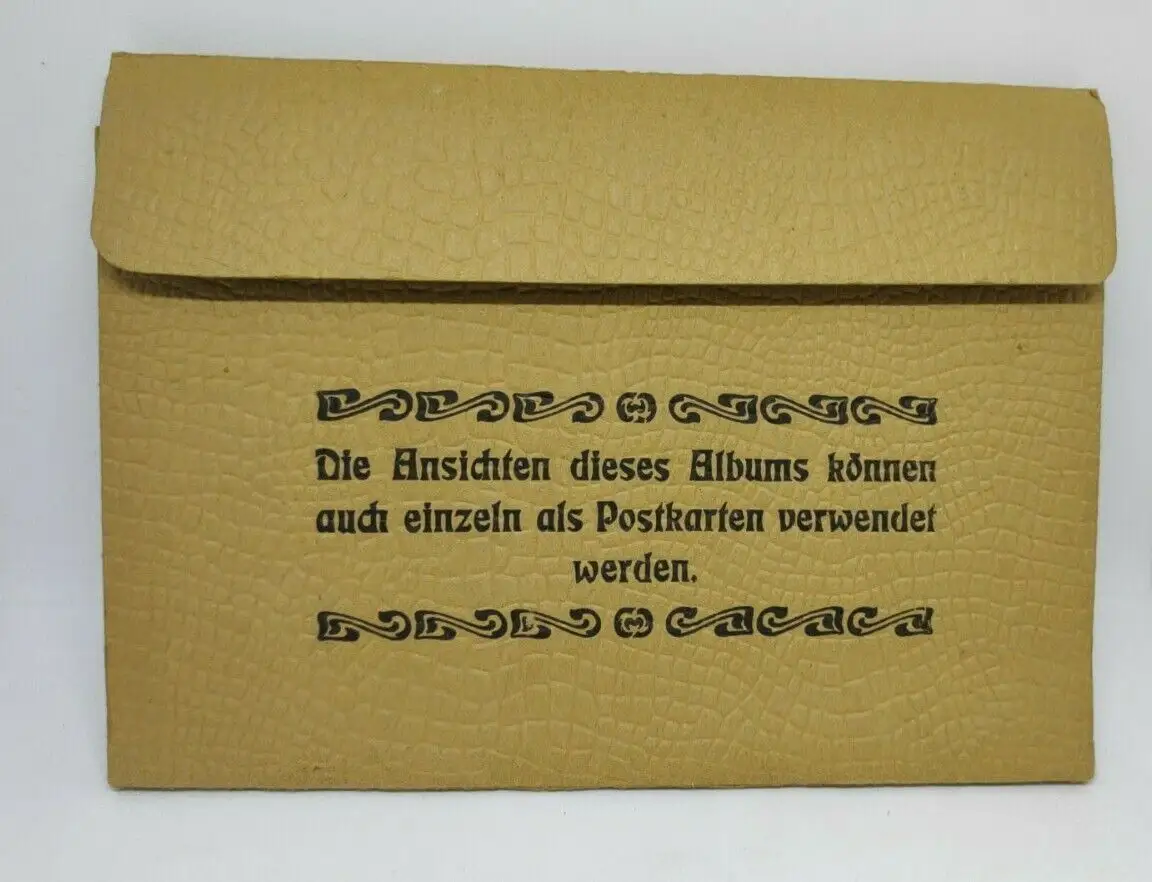 Die Ansichten dieses Albums können
auch einzeln als Postkarten verwendet
werden.